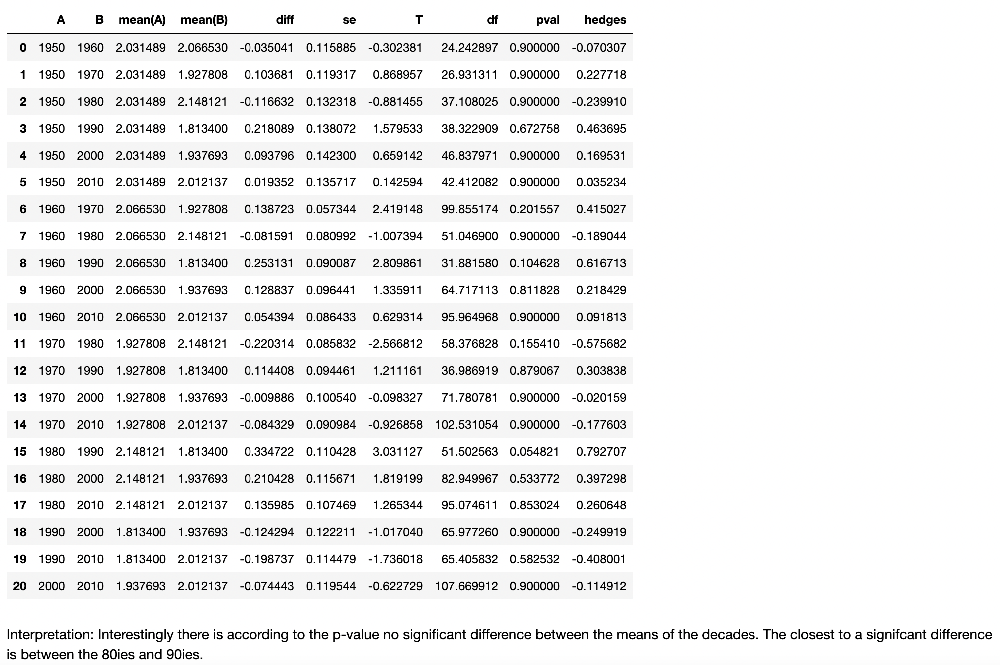 A B mean(A) mean(B) diff se T df pval hedges
0 1950 1960 2.031489 2.066530 -0.035041 0.115885 -0.302381 24.242897 0.900000 -0.070307
1 1950 1970 2.031489 1.927808 0.103681 0.119317 0.868957 26.931311 0.900000 0.227718
2 1950 1980 2.031489 2.148121 -0.116632 0.132318 -0.881455 37.108025 0.900000 -0.239910
3 1950 1990 2.031489 1.813400 0.218089 0.138072 1.579533 38.322909 0.672758 0.463695
4 1950 2000 2.031489 1.937693 0.093796 0.142300 0.659142 46.837971 0.900000 0.169531
5 1950 2010 2.031489 2.012137 0.019352 0.135717 0.142594 42.412082 0.900000 0.035234
6 1960 1970 2.066530 1.927808 0.138723 0.057344 2.419148 99.855174 0.201557 0.415027
7 1960 1980 2.066530 2.148121 -0.081591 0.080992 -1.007394 51.046900 0.900000 -0.189044
8 1960 1990 2.066530 1.813400 0.253131 0.090087 2.809861 31.881580 0.104628 0.616713
9 1960 2000 2.066530 1.937693 0.128837 0.096441 1.335911 64.717113 0.811828 0.218429
10 1960 2010 2.066530 2.012137 0.054394 0.086433 0.629314 95.964968 0.900000 0.091813
11 1970 1980 1.927808 2.148121 -0.220314 0.085832 -2.566812 58.376828 0.155410 -0.575682
12 1970 1990 1.927808 1.813400 0.114408 0.094461 1.211161 36.986919 0.879067 0.303838
13 1970 2000 1.927808 1.937693 -0.009886 0.100540 -0.098327 71.780781 0.900000 -0.020159
14 1970 2010 1.927808 2.012137 -0.084329 0.090984 -0.926858 102.531054 0.900000 -0.177603
15 1980 1990 2.148121 1.813400 0.334722 0.110428 3.031127 51.502563 0.054821 0.792707
16 1980 2000 2.148121 1.937693 0.210428 0.115671 1.819199 82.949967 0.533772 0.397298
17 1980 2010 2.148121 2.012137 0.135985 0.107469 1.265344 95.074611 0.853024 0.260648
18 1990 2000 1.813400 1.937693 -0.124294 0.122211 -1.017040 65.977260 0.900000 -0.249919
19 1990 2010 1.813400 2.012137 -0.198737 0.114479 -1.736018 65.405832 0.582532 -0.408001
20 2000 2010 1.937693 2.012137 -0.074443 0.119544 -0.622729 107.669912 0.900000 -0.114912
Interpretation: Interestingly there is according to the p-value no significant difference between the means of the decades. The closest to a signifcant difference
is between the 80ies and 90ies.